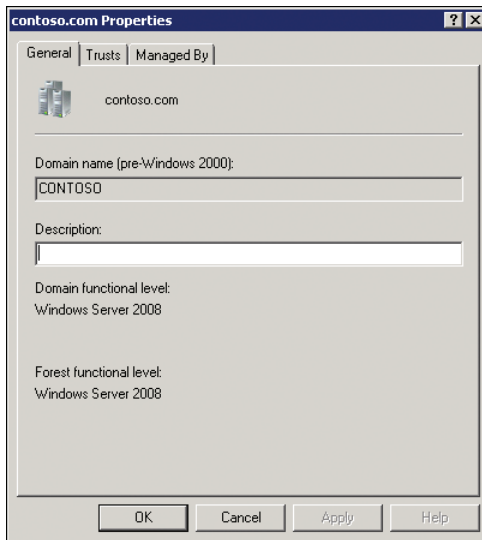 contoso.com Properties
General
Trusts
Managed By
contoso.com
Domain name (pre-Windows 2000):
CONTOSO
Description:
Domain functional level:
Windows Server 2008
Forest functional level:
Windows Server 2008
OK
Cancel
Apply
Help